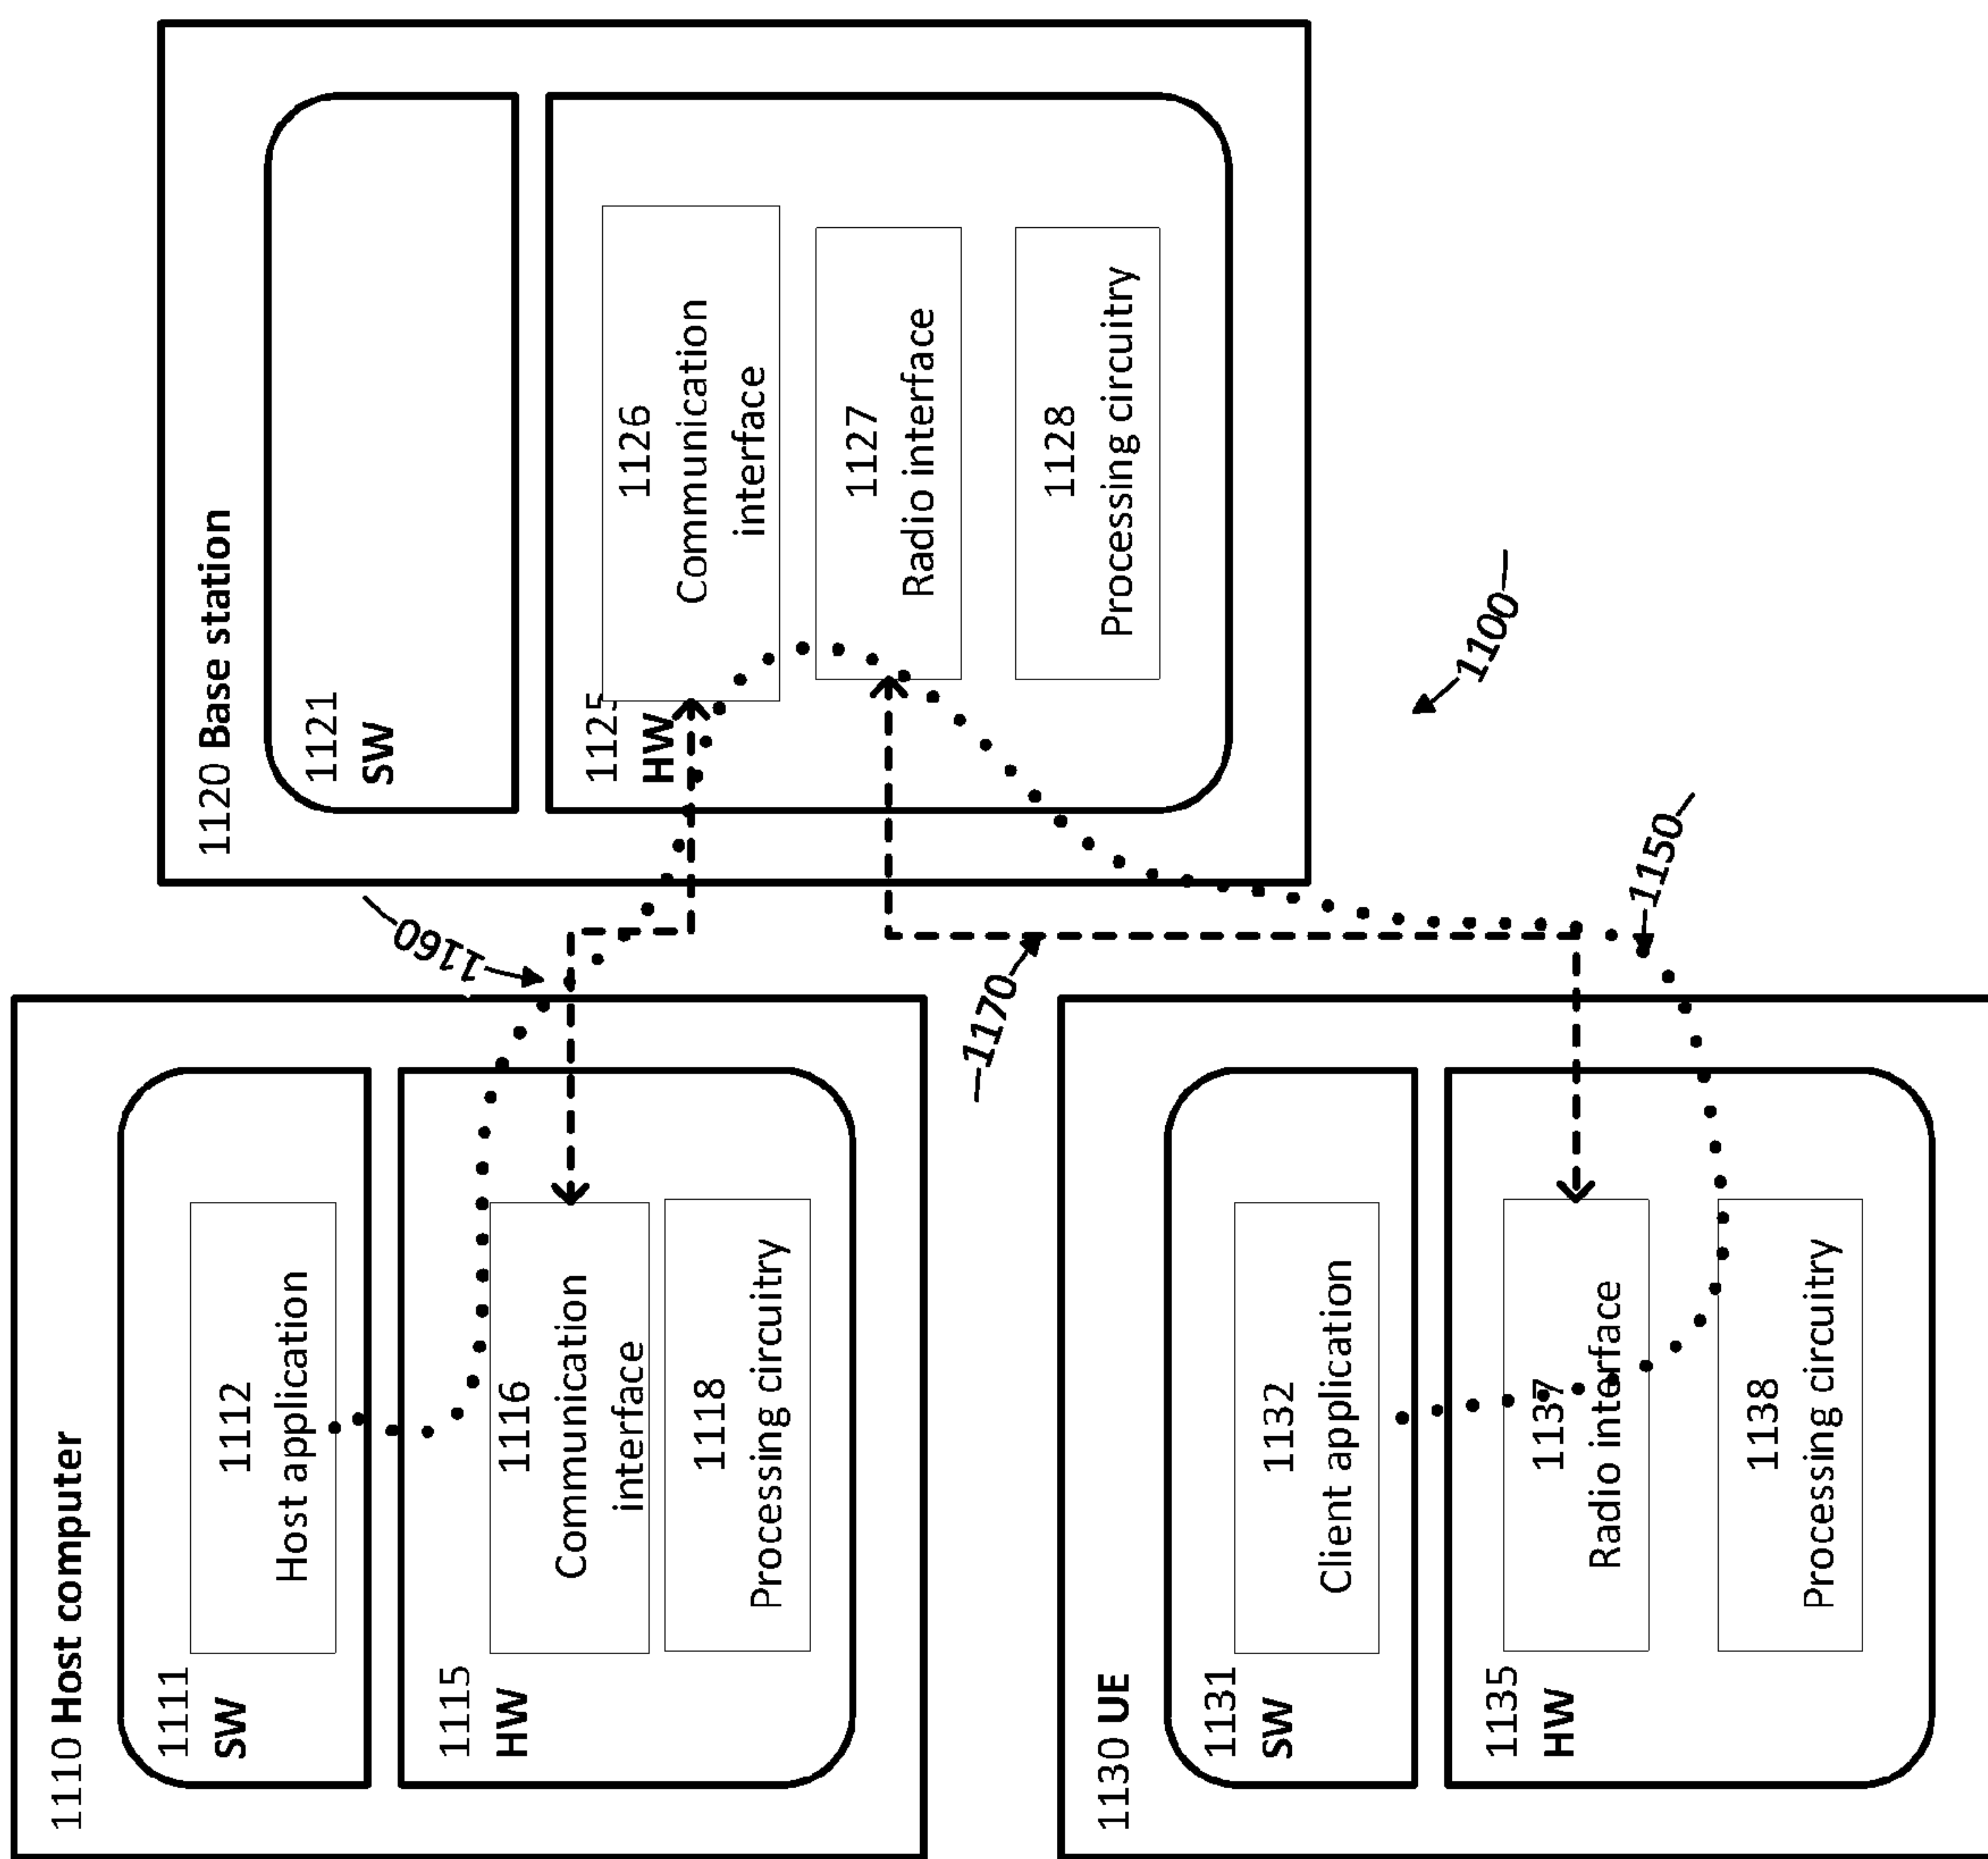 1110 Host computer
1111
SW
1112
Host application
1115
HW
1116
Communication
interface
1118
Processing circuitry
1120 Base station
1121
SW
1125
HW
1126
Communication
interface
1127
Radio interface
1128
Processing circuitry
1130 UE
1131
SW
1132
Client application
1135
HW
1137
Radio interface
1138
Processing circuitry
1160
1170
1150
1100